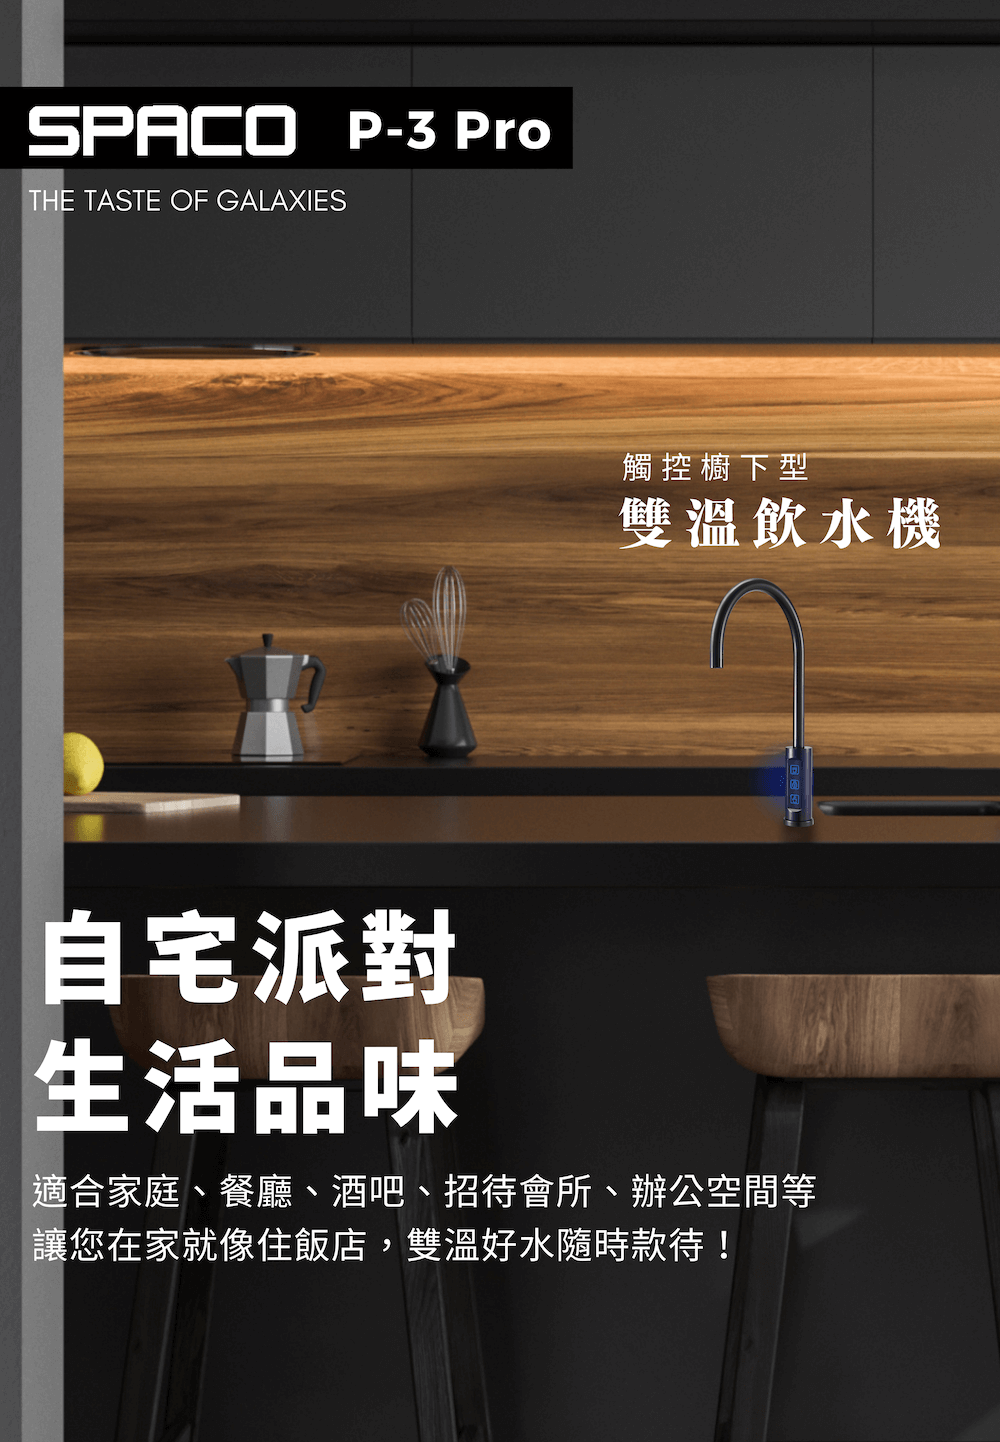 SPACO P-3 Pro
THE TASTE OF GALAXIES
觸控櫥下型
雙溫飲水機
自宅派對
生活品味
適合家庭、餐廳、酒吧、招待會所、辦公空間等
讓您在家就像住飯店，雙溫好水隨時款待！